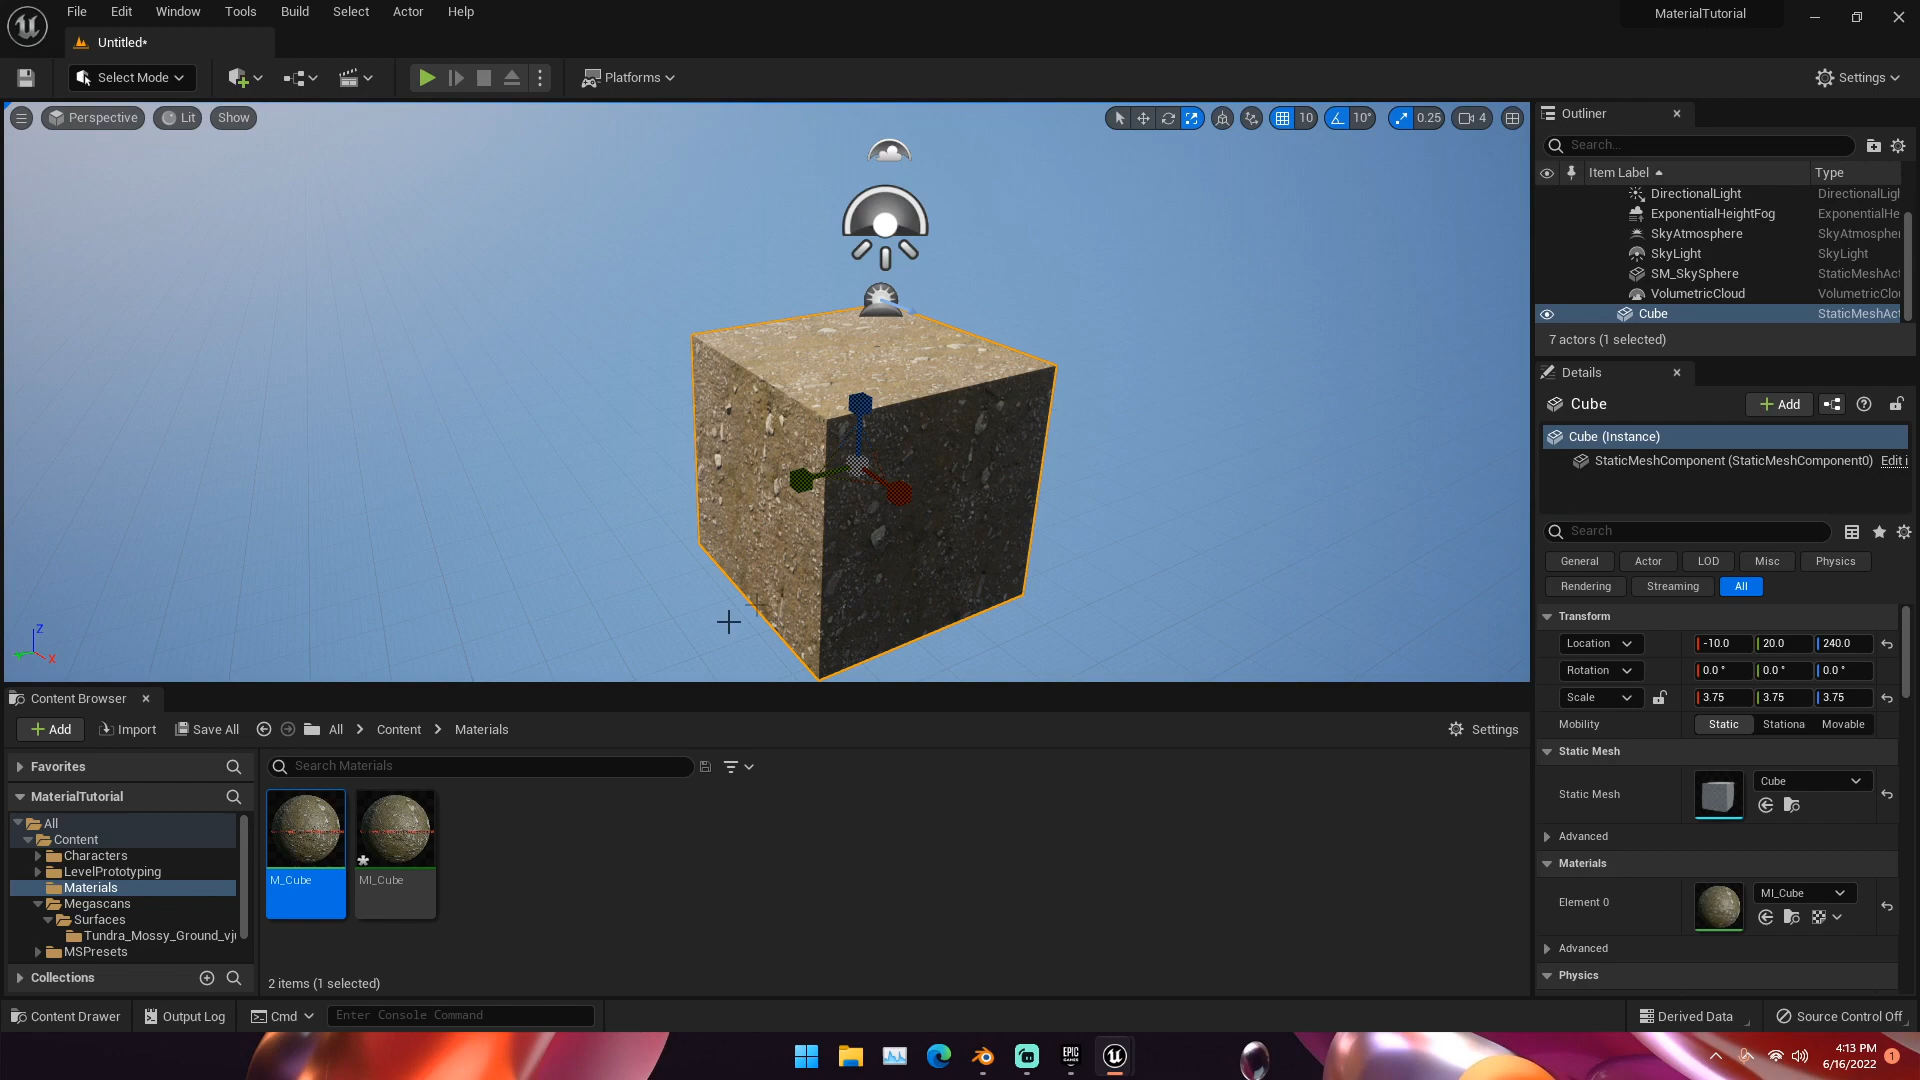 File Edit Window Tools Build Select Actor Help
MaterialTutorial
Untitled*
Select Mode
Platforms
Settings
Perspective
Lit
Show
10
10°
0.25
4
Outliner
Search...
Item Label
Type
DirectionalLight DirectionalLigh
ExponentialHeightFog ExponentialHe
SkyAtmosphere SkyAtmospher
SkyLight SkyLight
SM_SkySphere StaticMeshAct
VolumetricCloud VolumetricClou
Cube StaticMeshAct
7 actors (1 selected)
Details
Cube
Add
Cube (Instance)
StaticMeshComponent (StaticMeshComponent0) Edit i
Search
General Actor LOD Misc Physics
Rendering Streaming All
Transform
Location -10.0 20.0 240.0
Rotation 0.0 ° 0.0 ° 0.0 °
Scale 3.75 3.75 3.75
Mobility Static Stationa Movable
Static Mesh
Static Mesh Cube
Advanced
Materials
Element 0 MI_Cube
Advanced
Physics
Z
X
Content Browser
Add Import Save All All Content Materials Settings
Favorites
MaterialTutorial
All
Content
Characters
LevelPrototyping
Materials
Megascans
Surfaces
Tundra_Mossy_Ground_vj
MSPresets
Collections
Search Materials
M_Cube
MI_Cube
2 items (1 selected)
Content Drawer Output Log Cmd Enter Console Command Derived Data Source Control Off
EPIC
GAMES
4:13 PM
6/16/2022
1